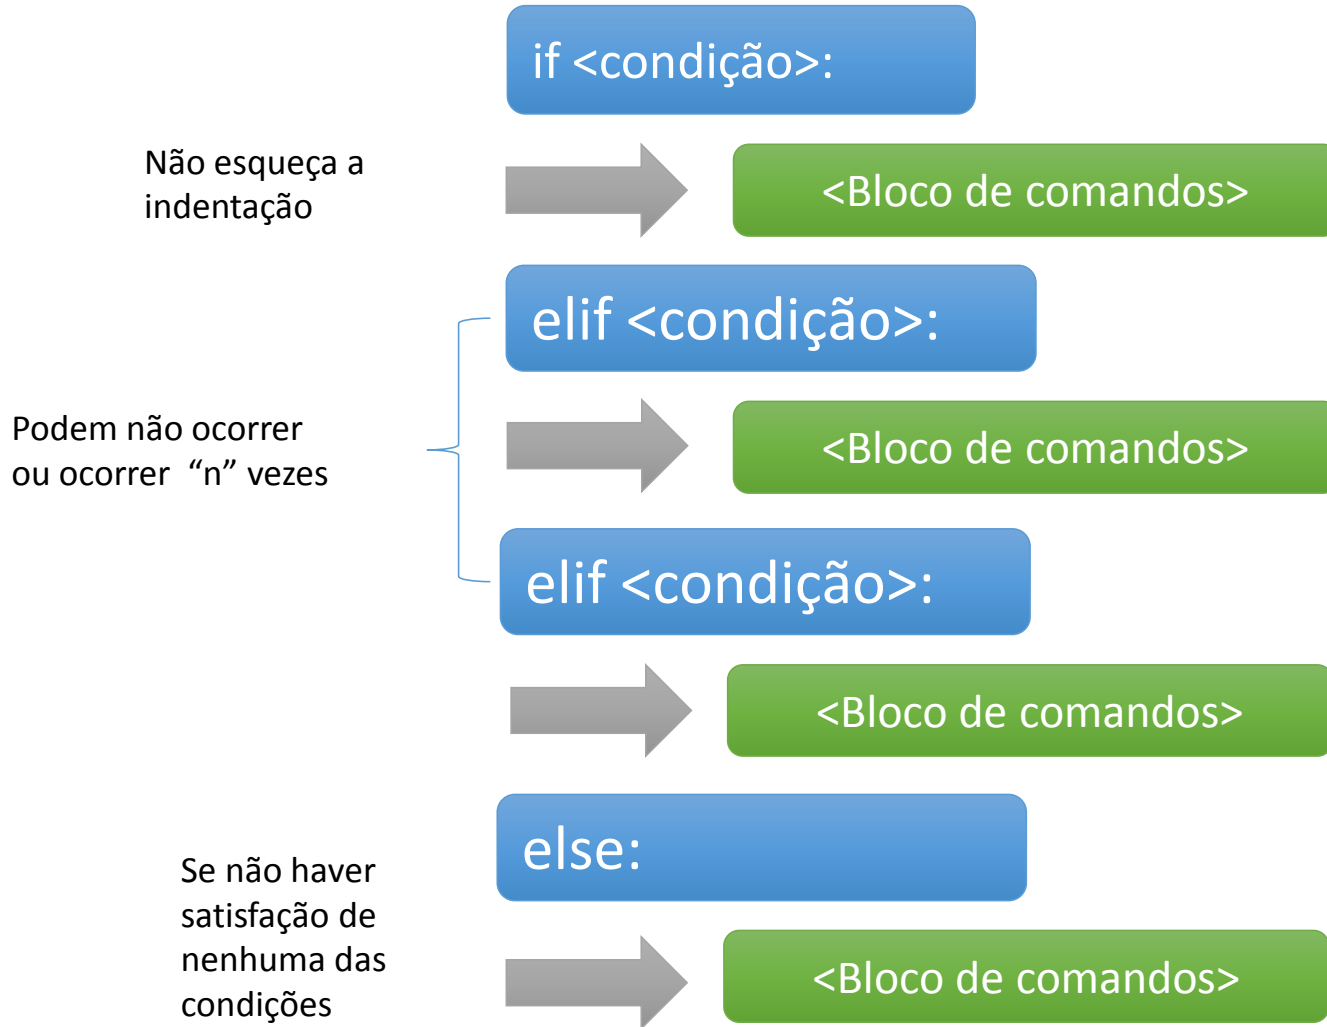 if <condição>:
Não esqueça a
indentação
<Bloco de comandos>
elif <condição>:
Podem não ocorrer
ou ocorrer “n” vezes
<Bloco de comandos>
elif <condição>:
<Bloco de comandos>
else:
Se não haver
satisfação de
nenhuma das
condições
<Bloco de comandos>